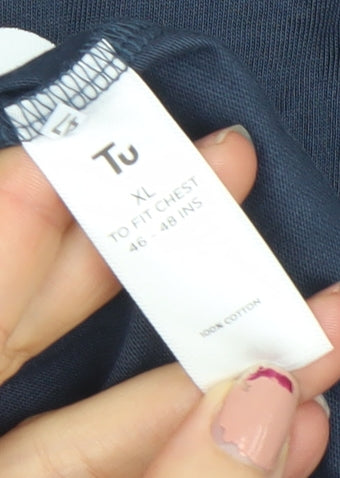 Tu
XL
TO FIT CHEST
46 - 48 INS
100% COTTON